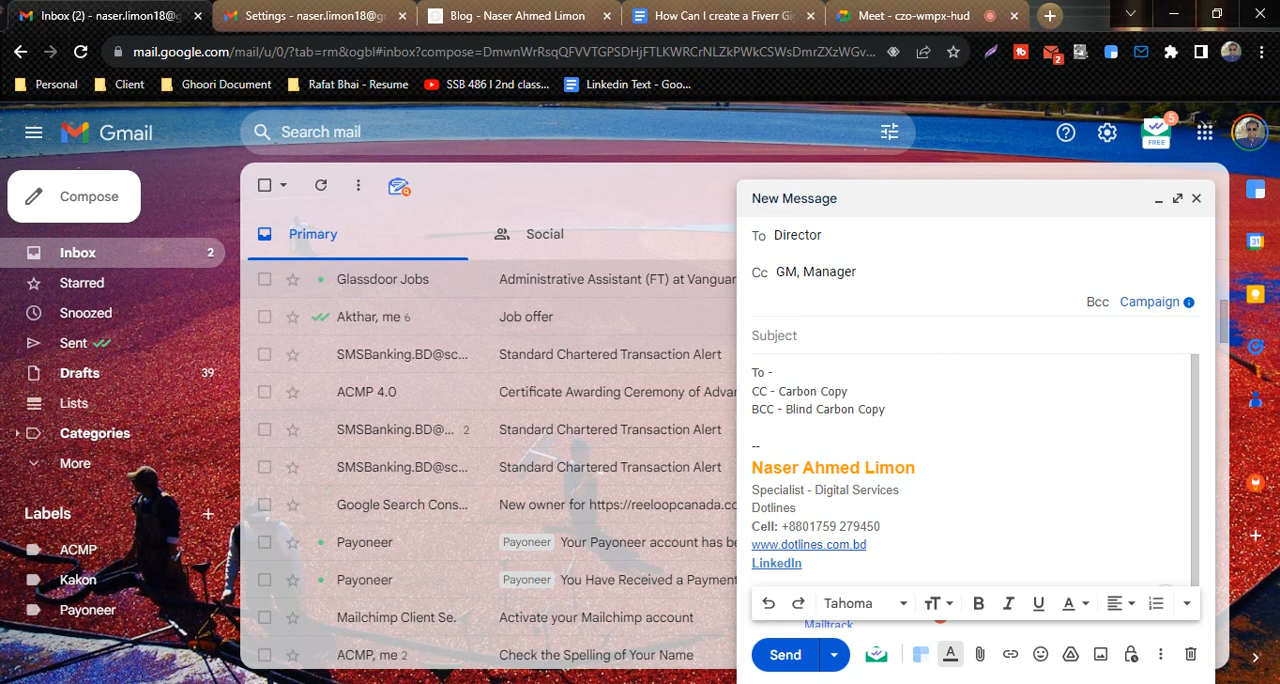 Inbox (2) - naser.limon18@g
Settings - naser.limon18@g
Blog - Naser Ahmed Limon
How Can I create a Fiverr Gi
Meet - czo-wmpx-hud
mail.google.com/mail/u/0/?tab=rm&ogbl#inbox?compose=DmwnWrRsqQFVVTGPSDHjFTLKWRCrNLZkPWkCSWsDmrZXzWGv...
2
Personal
Client
Ghoori Document
Rafat Bhai - Resume
SSB 486 l 2nd class...
Linkedin Text - Goo...
Gmail
Search mail
5
FREE
Compose
Inbox 2
Starred
Snoozed
Sent
Drafts 39
Lists
Categories
More
Labels
ACMP
Kakon
Payoneer
Primary
Social
Glassdoor Jobs Administrative Assistant (FT) at Vanguar
Akthar, me 6 Job offer
SMSBanking.BD@sc... Standard Chartered Transaction Alert
ACMP 4.0 Certificate Awarding Ceremony of Adva
SMSBanking.BD@... 2 Standard Chartered Transaction Alert
SMSBanking.BD@sc... Standard Chartered Transaction Alert
Google Search Cons... New owner for https://reeloopcanada.co
Payoneer Payoneer Your Payoneer account has be
Payoneer Payoneer You Have Received a Payment
Mailchimp Client Se. Activate your Mailchimp account
ACMP, me 2 Check the Spelling of Your Name
New Message
To Director
Cc GM, Manager
Bcc Campaign
Subject
To -
CC - Carbon Copy
BCC - Blind Carbon Copy
--
Naser Ahmed Limon
Specialist - Digital Services
Dotlines
Cell: +8801759 279450
www.dotlines.com.bd
LinkedIn
Tahoma
B I U A
Mailtrack
Send
A
31